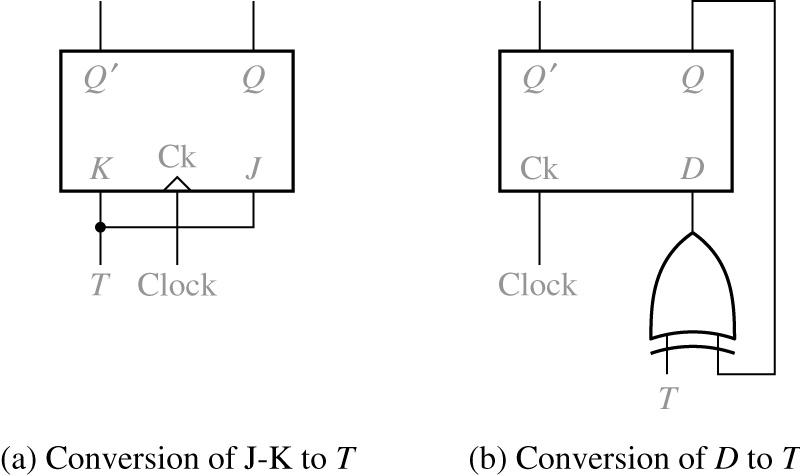 Q′ Q
K Ck J
T Clock
(a) Conversion of J-K to T
Q′ Q
Ck D
Clock
T
(b) Conversion of D to T